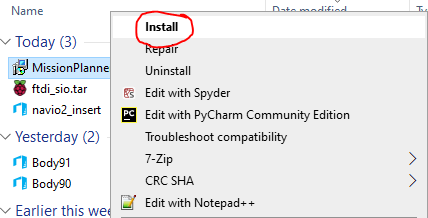 Name
Date modified
Today (3)
MissionPlanne
ftdi_sio.tar
navio2_insert
Yesterday (2)
Body91
Body90
Earlier this wee
Install
Repair
Uninstall
Edit with Spyder
Edit with PyCharm Community Edition
Troubleshoot compatibility
7-Zip
CRC SHA
Edit with Notepad++